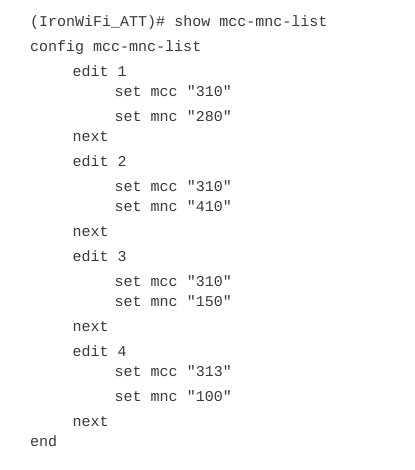 (IronWiFi_ATT)# show mcc-mnc-list
config mcc-mnc-list
edit 1
set mcc "310"
set mnc "280"
next
edit 2
set mcc "310"
set mnc "410"
next
edit 3
set mcc "310"
set mnc "150"
next
edit 4
set mcc "313"
set mnc "100"
next
end